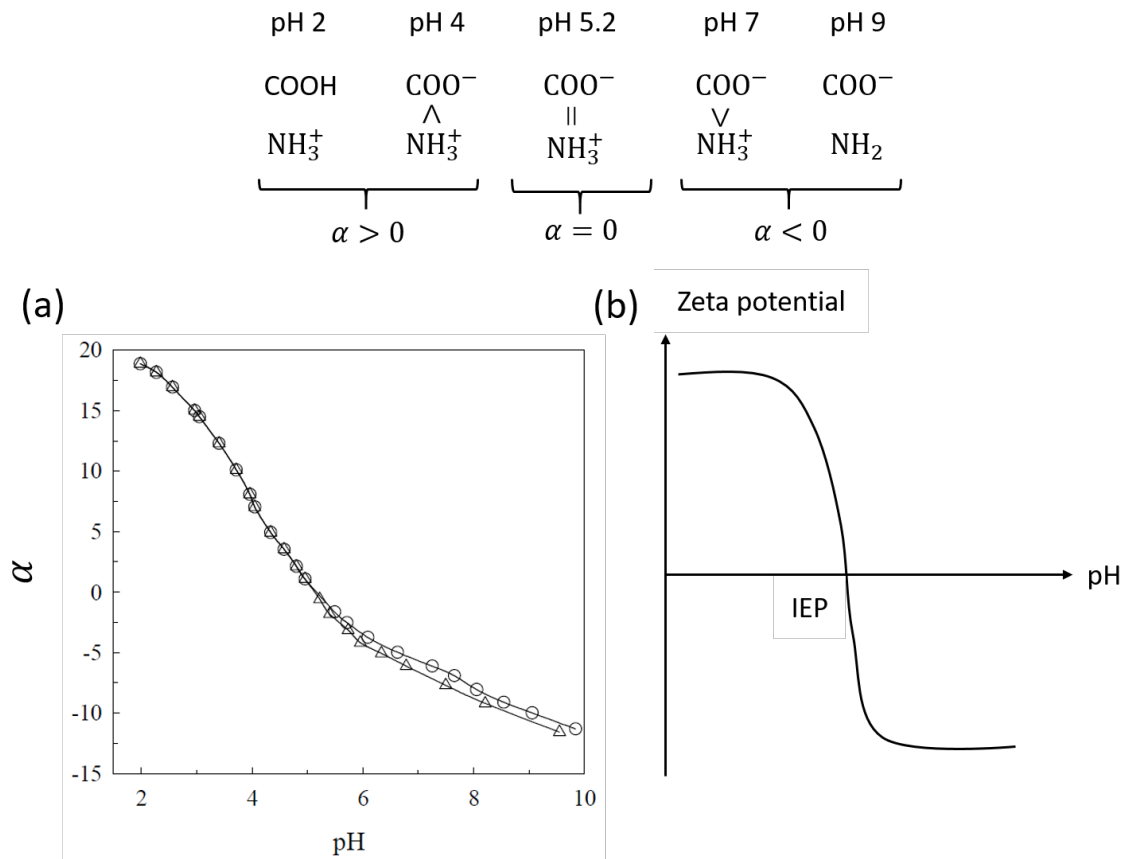 pH 2 pH 4 pH 5.2 pH 7 pH 9
COOH COO⁻ COO⁻ COO⁻ COO⁻
∧ || ∨
NH₃⁺ NH₃⁺ NH₃⁺ NH₃⁺ NH₂
α > 0 α = 0 α < 0
(a)
20
15
10
5
0
-5
-10
-15
α
2 4 6 8 10
pH
(b)
Zeta potential
pH
IEP